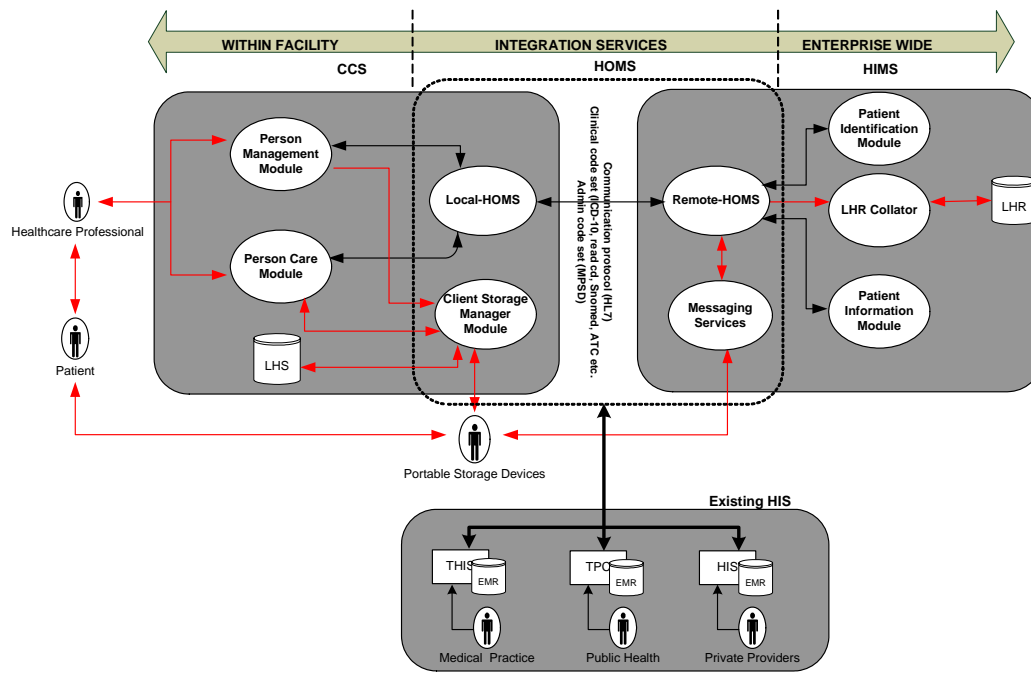 WITHIN FACILITY
INTEGRATION SERVICES
ENTERPRISE WIDE
CCS
HOMS
HIMS
Person
Management
Module
Local-HOMS
Person Care
Module
Client Storage
Manager
Module
LHS
Communication protocol (HL7)
Clinical code set (ICD-10, read cd, Snomed, ATC etc.
Admin code set (MPSD)
Remote-HOMS
Messaging
Services
Patient
Identification
Module
LHR Collator
LHR
Patient
Information
Module
Healthcare Professional
Patient
Portable Storage Devices
Existing HIS
THIS
EMR
TPC
EMR
HIS
EMR
Medical Practice
Public Health
Private Providers